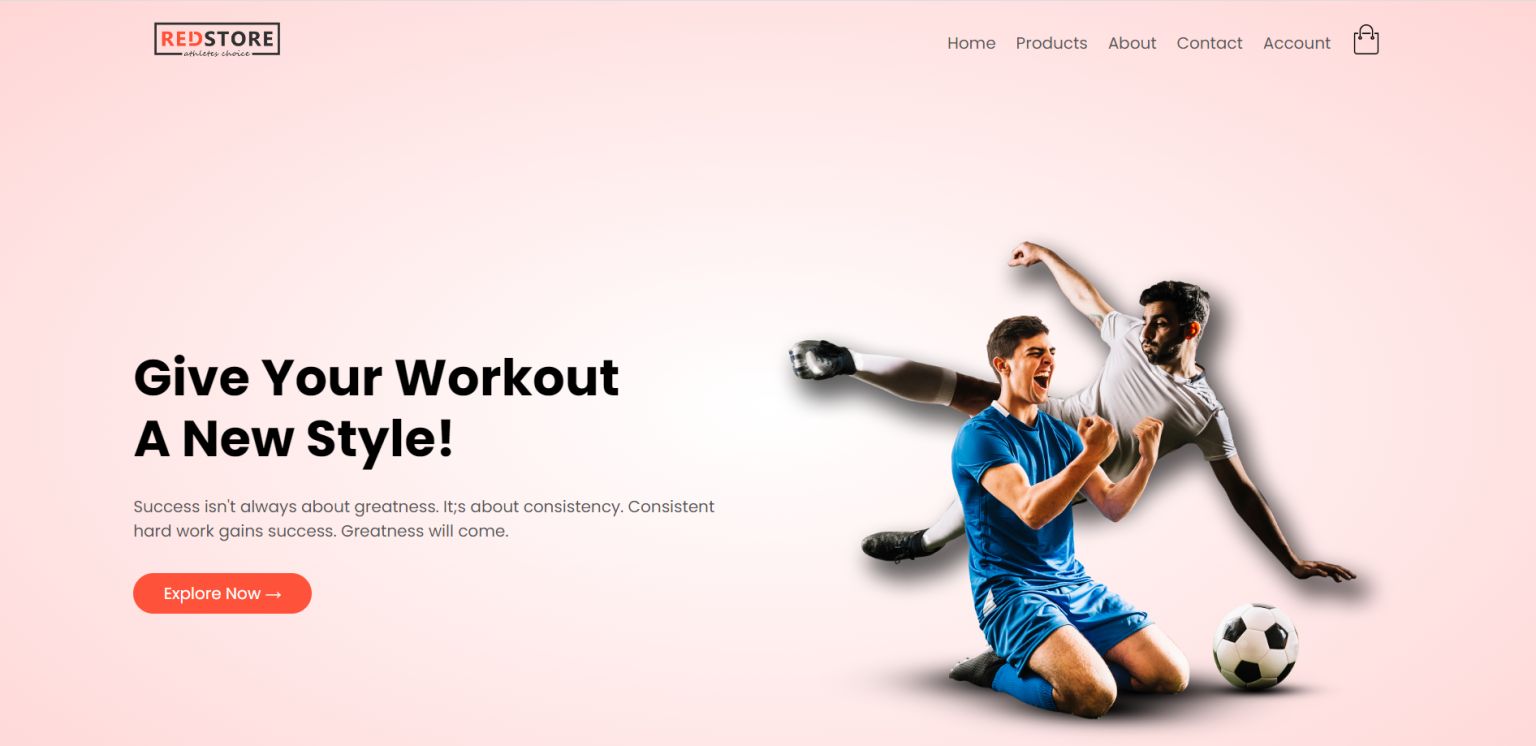 REDSTORE
athletes choice
Home Products About Contact Account
Give Your Workout
A New Style!
Success isn't always about greatness. It;s about consistency. Consistent
hard work gains success. Greatness will come.
Explore Now →